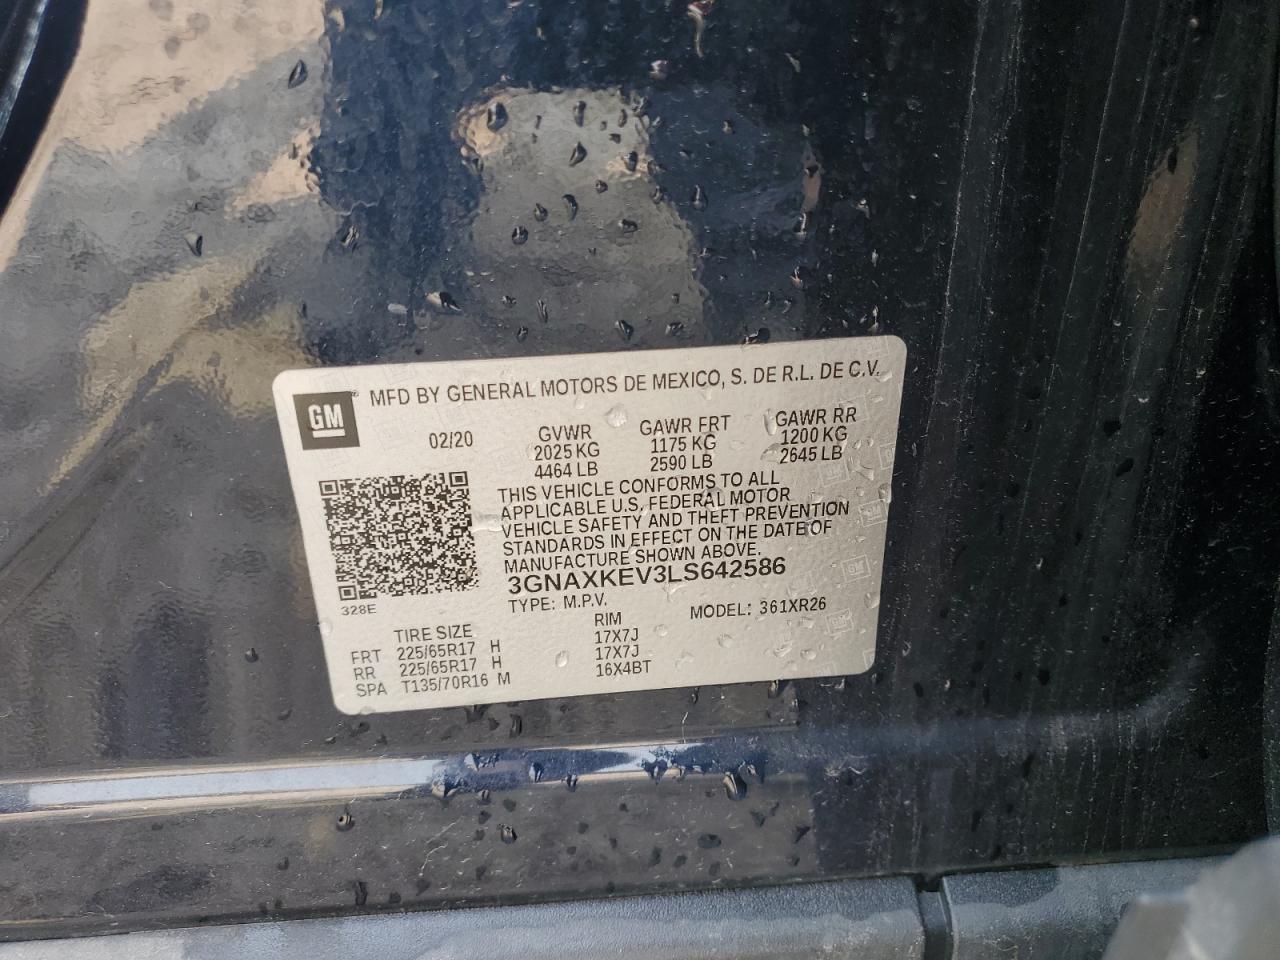 GM
MFD BY GENERAL MOTORS DE MEXICO, S. DE R.L. DE C.V.
02/20
GVWR
2025 KG
4464 LB
GAWR FRT
1175 KG
2590 LB
GAWR RR
1200 KG
2645 LB
THIS VEHICLE CONFORMS TO ALL
APPLICABLE U.S. FEDERAL MOTOR
VEHICLE SAFETY AND THEFT PREVENTION
STANDARDS IN EFFECT ON THE DATE OF
MANUFACTURE SHOWN ABOVE.
3GNAXKEV3LS642586
328E
TYPE: M.P.V.
MODEL: 361XR26
TIRE SIZE
RIM
FRT 225/65R17 H 17X7J
RR 225/65R17 H 17X7J
SPA T135/70R16 M 16X4BT